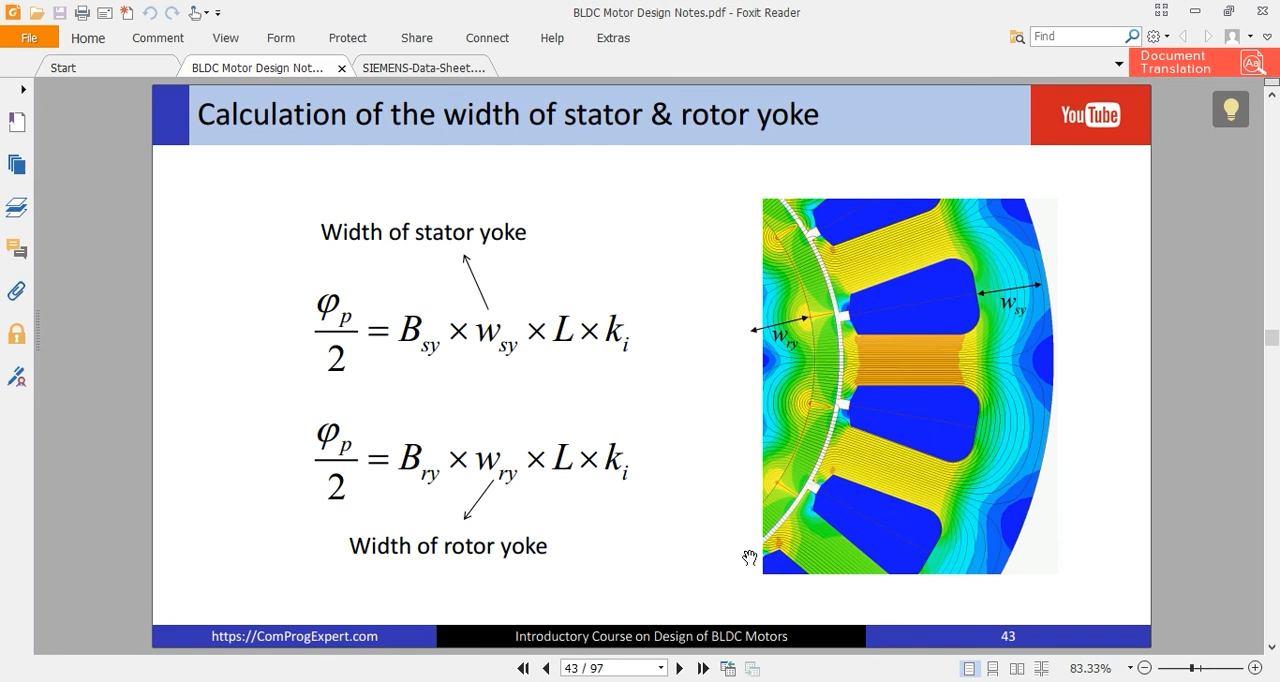 BLDC Motor Design Notes.pdf - Foxit Reader
File Home Comment View Form Protect Share Connect Help Extras Find
Start BLDC Motor Design Not... SIEMENS-Data-Sheet....
Document
Translation
Calculation of the width of stator & rotor yoke
YouTube
Width of stator yoke
φp/2 = Bsy × wsy × L × ki
φp/2 = Bry × wry × L × ki
Width of rotor yoke
wsy
wry
https://ComProgExpert.com Introductory Course on Design of BLDC Motors 43
43 / 97 83.33%